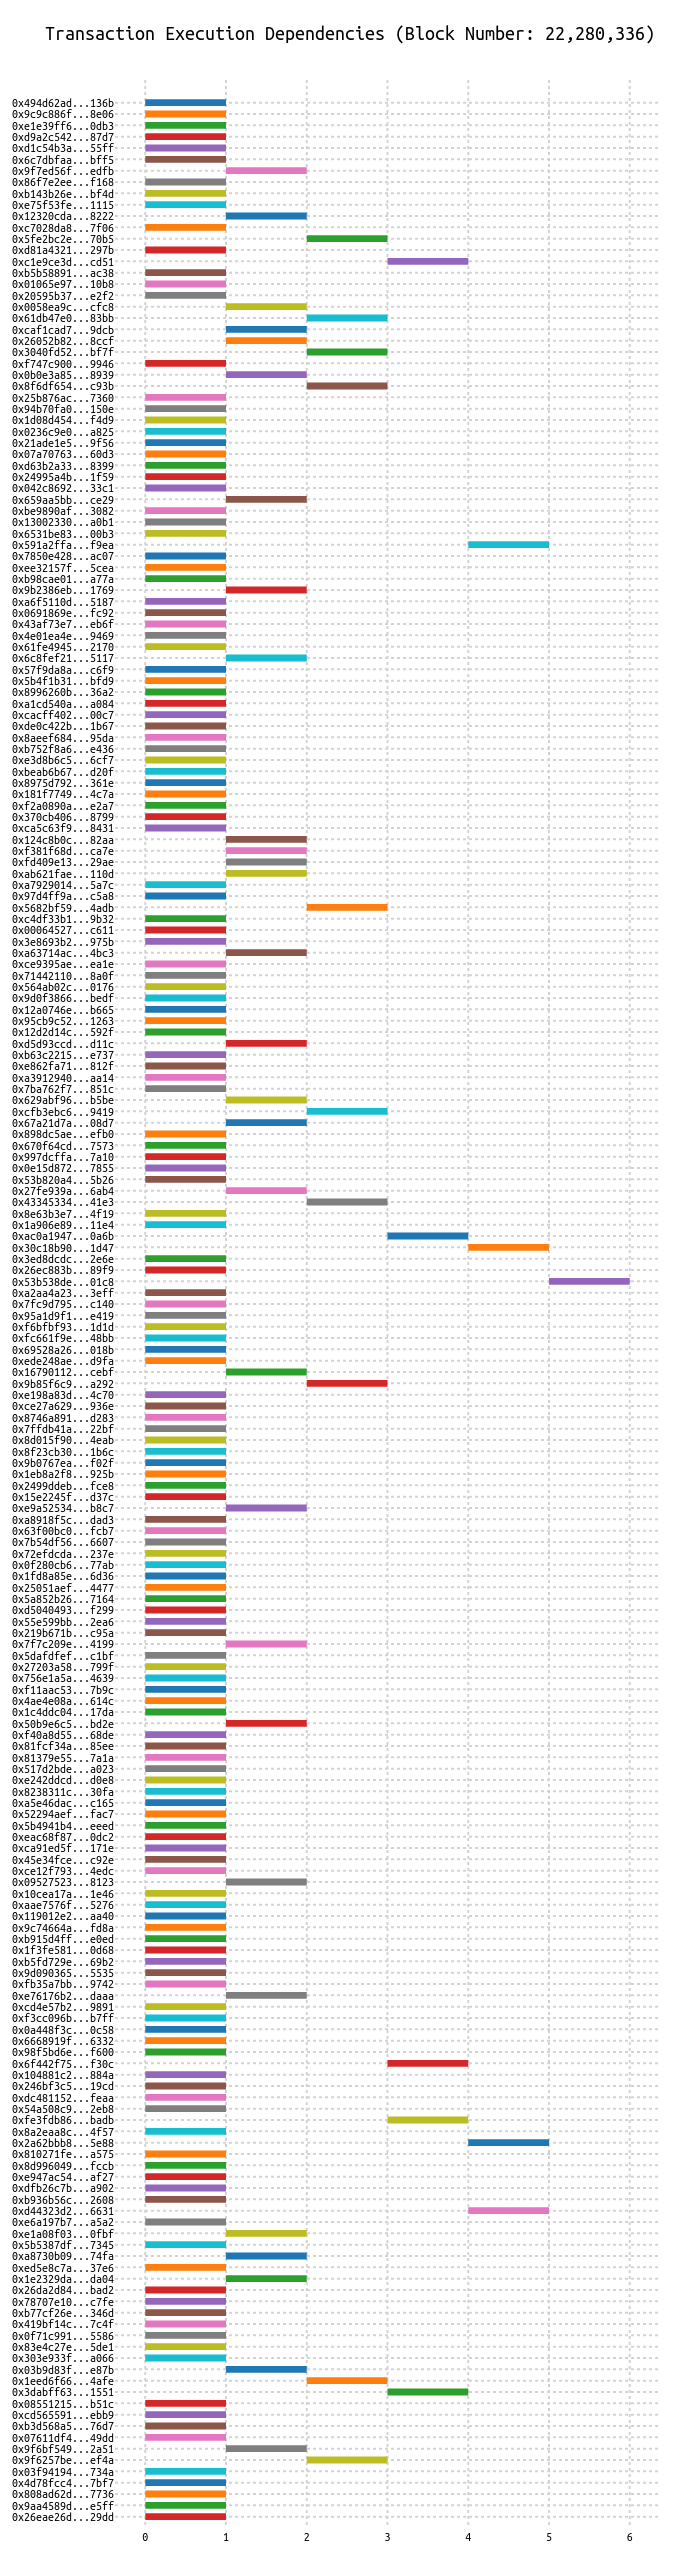 Transaction Execution Dependencies (Block Number: 22,280,336)
0x494d62ad...136b
0x9c9c886f...8e06
0xe1e39ff6...0db3
0xd9a2c542...87d7
0xd1c54b3a...55ff
0x6c7dbfaa...bff5
0x9f7ed56f...edfb
0x86f7e2ee...f168
0xb143b26e...bf4d
0xe75f53fe...1115
0x12320cda...8222
0xc7028da8...7f06
0x5fe2bc2e...70b5
0xd81a4321...297b
0xc1e9ce3d...cd51
0xb5b58891...ac38
0x01065e97...10b8
0x20595b37...e2f2
0x0058ea9c...cfc8
0x61db47e0...83bb
0xcaf1cad7...9dcb
0x26052b82...8ccf
0x3040fd52...bf7f
0xf747c900...9946
0x0b0e3a85...8939
0x8f6df654...c93b
0x25b876ac...7360
0x94b70fa0...150e
0x1d08d454...f4d9
0x0236c9e0...a825
0x21ade1e5...9f56
0x07a70763...60d3
0xd63b2a33...8399
0x24995a4b...1f59
0x042c8692...33c1
0x659aa5bb...ce29
0xbe9890af...3082
0x13002330...a0b1
0x6531be83...00b3
0x591a2ffa...f9ea
0x7850e428...ac07
0xee32157f...5cea
0xb98cae01...a77a
0x9b2386eb...1769
0xa6f5110d...5187
0x0691869e...fc92
0x43af73e7...eb6f
0x4e01ea4e...9469
0x61fe4945...2170
0x6c8fef21...5117
0x57f9da8a...c6f9
0x5b4f1b31...bfd9
0x8996260b...36a2
0xa1cd540a...a084
0xcacff402...00c7
0xde0c422b...1b67
0x8aeef684...95da
0xb752f8a6...e436
0xe3d8b6c5...6cf7
0xbeab6b67...d20f
0x8975d792...361e
0x181f7749...4c7a
0xf2a0890a...e2a7
0x370cb406...8799
0xca5c63f9...8431
0x124c8b0c...82aa
0xf381f68d...ca7e
0xfd409e13...29ae
0xab621fae...110d
0xa7929014...5a7c
0x97d4ff9a...c5a8
0x5682bf59...4adb
0xc4df33b1...9b32
0x00064527...c611
0x3e8693b2...975b
0xa63714ac...4bc3
0xce9395ae...ea1e
0x71442110...8a0f
0x564ab02c...0176
0x9d0f3866...bedf
0x12a0746e...b665
0x95cb9c52...1263
0x12d2d14c...592f
0xd5d93ccd...d11c
0xb63c2215...e737
0xe862fa71...812f
0xa3912940...aa14
0x7ba762f7...851c
0x629abf96...b5be
0xcfb3ebc6...9419
0x67a21d7a...08d7
0x898dc5ae...efb0
0x670f64cd...7573
0x997dcffa...7a10
0x0e15d872...7855
0x53b820a4...5b26
0x27fe939a...6ab4
0x43345334...41e3
0x8e63b3e7...4f19
0x1a906e89...11e4
0xac0a1947...0a6b
0x30c18b90...1d47
0x3ed8dcdc...2e6e
0x26ec883b...89f9
0x53b538de...01c8
0xa2aa4a23...3eff
0x7fc9d795...c140
0x95a1d9f1...e419
0xf6bfbf93...1d1d
0xfc661f9e...48bb
0x69528a26...018b
0xede248ae...d9fa
0x16790112...cebf
0x9b85f6c9...a292
0xe198a83d...4c70
0xce27a629...936e
0x8746a891...d283
0x7ffdb41a...22bf
0x8d015f90...4eab
0x8f23cb30...1b6c
0x9b0767ea...f02f
0x1eb8a2f8...925b
0x2499ddeb...fce8
0x15e2245f...d37c
0xe9a52534...b8c7
0xa8918f5c...dad3
0x63f00bc0...fcb7
0x7b54df56...6607
0x72efdcda...237e
0x0f280cb6...77ab
0x1fd8a85e...6d36
0x25051aef...4477
0x5a852b26...7164
0xd5040493...f299
0x55e599bb...2ea6
0x219b671b...c95a
0x7f7c209e...4199
0x5dafdfef...c1bf
0x27203a58...799f
0x756e1a5a...4639
0xf11aac53...7b9c
0x4ae4e08a...614c
0x1c4ddc04...17da
0x50b9e6c5...bd2e
0xf40a8d55...68de
0x81fcf34a...85ee
0x81379e55...7a1a
0x517d2bde...a023
0xe242ddcd...d0e8
0x8238311c...30fa
0xa5e46dac...c165
0x52294aef...fac7
0x5b4941b4...eeed
0xeac68f87...0dc2
0xca91ed5f...171e
0x45e34fce...c92e
0xce12f793...4edc
0x09527523...8123
0x10cea17a...1e46
0xaae7576f...5276
0x119012e2...aa40
0x9c74664a...fd8a
0xb915d4ff...e0ed
0x1f3fe581...0d68
0xb5fd729e...69b2
0x9d090365...5535
0xfb35a7bb...9742
0xe76176b2...daaa
0xcd4e57b2...9891
0xf3cc096b...b7ff
0x0a448f3c...0c58
0x6668919f...6332
0x98f5bd6e...f600
0x6f442f75...f30c
0x104881c2...884a
0x246bf3c5...19cd
0xdc481152...feaa
0x54a508c9...2eb8
0xfe3fdb86...badb
0x8a2eaa8c...4f57
0x2a62bbb8...5e88
0x810271fe...a575
0x8d996049...fccb
0xe947ac54...af27
0xdfb26c7b...a902
0xb936b56c...2608
0xd44323d2...6631
0xe6a197b7...a5a2
0xe1a08f03...0fbf
0x5b5387df...7345
0xa8730b09...74fa
0xed5e8c7a...37e6
0x1e2329da...da04
0x26da2d84...bad2
0x78707e10...c7fe
0xb77cf26e...346d
0x419bf14c...7c4f
0x0f71c991...5586
0x83e4c27e...5de1
0x303e933f...a066
0x03b9d83f...e87b
0x1eed6f66...4afe
0x3dabff63...1551
0x08551215...b51c
0xcd565591...ebb9
0xb3d568a5...76d7
0x07611df4...49dd
0x9f6bf549...2a51
0x9f6257be...ef4a
0x03f94194...734a
0x4d78fcc4...7bf7
0x808ad62d...7736
0x9aa4589d...e5ff
0x26eae26d...29dd
0 1 2 3 4 5 6